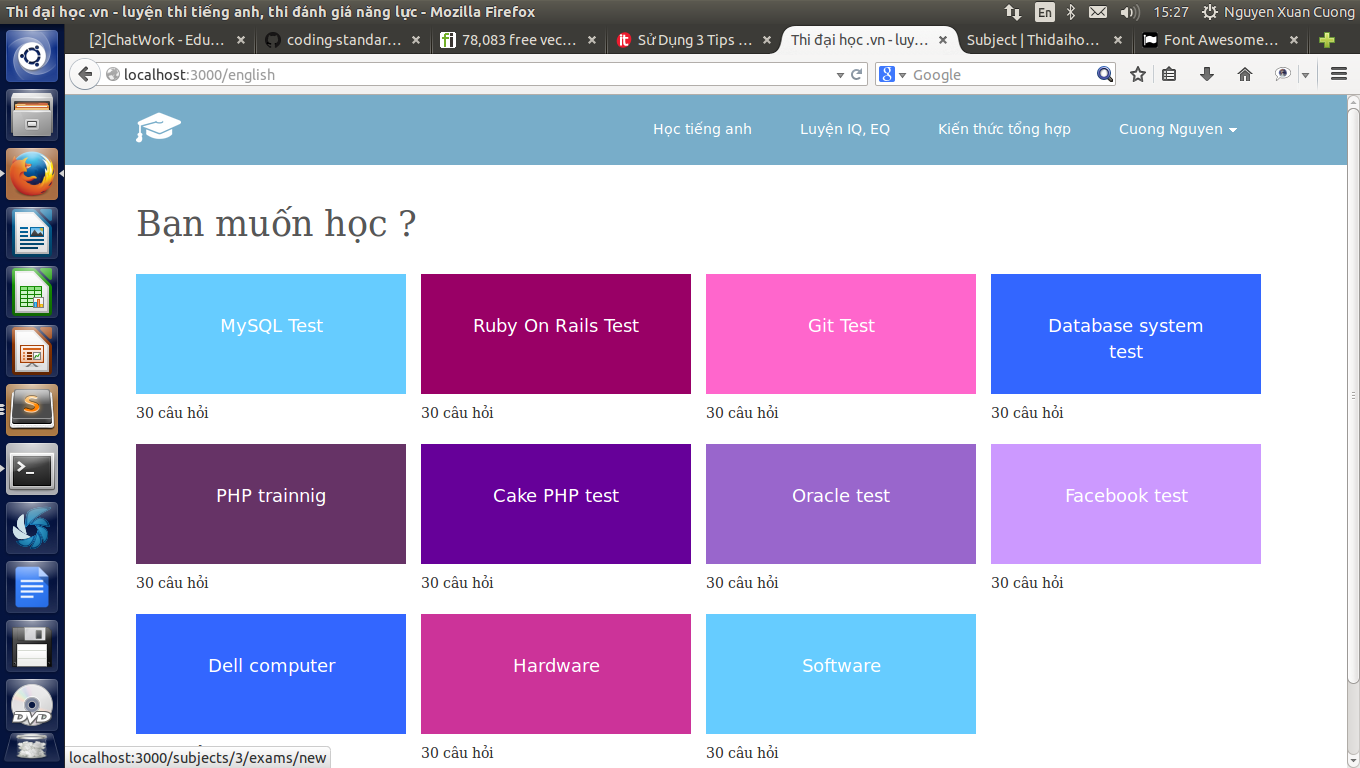 Thi đại học .vn - luyện thi tiếng anh, thi đánh giá năng lực - Mozilla Firefox
En
15:27
Nguyen Xuan Cuong
[2]ChatWork - Edu...
coding-standar...
78,083 free vec...
Sử Dụng 3 Tips ...
Thi đại học .vn - luy...
Subject | Thidaiho...
Font Awesome...
localhost:3000/english
Google
Học tiếng anh
Luyện IQ, EQ
Kiến thức tổng hợp
Cuong Nguyen
Bạn muốn học ?
MySQL Test
Ruby On Rails Test
Git Test
Database system
test
30 câu hỏi
30 câu hỏi
30 câu hỏi
30 câu hỏi
PHP trainnig
Cake PHP test
Oracle test
Facebook test
30 câu hỏi
30 câu hỏi
30 câu hỏi
30 câu hỏi
Dell computer
Hardware
Software
30 câu hỏi
30 câu hỏi
localhost:3000/subjects/3/exams/new